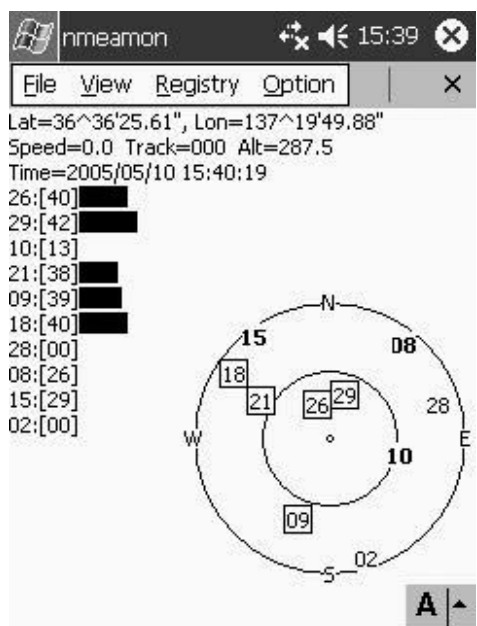 nmeamon 15:39
File View Registry Option
Lat=36^36'25.61", Lon=137^19'49.88"
Speed=0.0 Track=000 Alt=287.5
Time=2005/05/10 15:40:19
26:[40]
29:[42]
10:[13]
21:[38]
09:[39]
18:[40]
28:[00]
08:[26]
15:[29]
02:[00]
N
15 08
18
21 26 29 28
W E
10
09
02
S
A